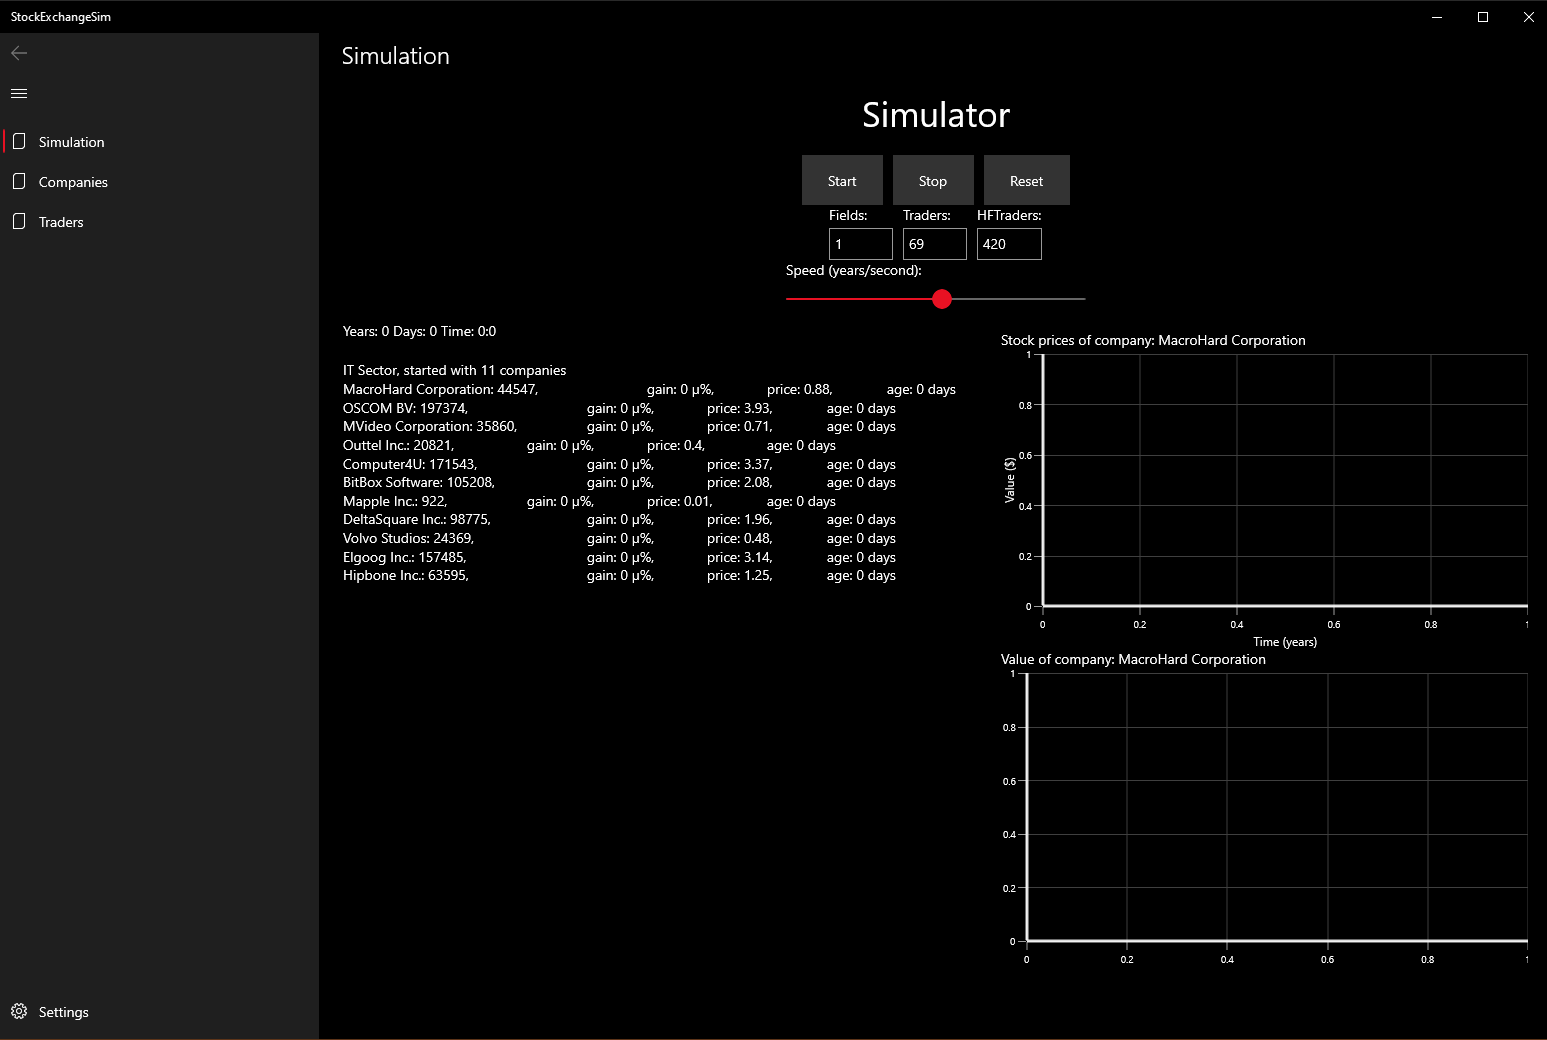 StockExchangeSim
Simulation
Simulation
Companies
Traders
Settings
Simulator
Start Stop Reset
Fields: Traders: HFTraders:
1 69 420
Speed (years/second):
Years: 0 Days: 0 Time: 0:0
IT Sector, started with 11 companies
MacroHard Corporation: 44547, gain: 0 µ%, price: 0.88, age: 0 days
OSCOM BV: 197374, gain: 0 µ%, price: 3.93, age: 0 days
MVideo Corporation: 35860, gain: 0 µ%, price: 0.71, age: 0 days
Outtel Inc.: 20821, gain: 0 µ%, price: 0.4, age: 0 days
Computer4U: 171543, gain: 0 µ%, price: 3.37, age: 0 days
BitBox Software: 105208, gain: 0 µ%, price: 2.08, age: 0 days
Mapple Inc.: 922, gain: 0 µ%, price: 0.01, age: 0 days
DeltaSquare Inc.: 98775, gain: 0 µ%, price: 1.96, age: 0 days
Volvo Studios: 24369, gain: 0 µ%, price: 0.48, age: 0 days
Elgoog Inc.: 157485, gain: 0 µ%, price: 3.14, age: 0 days
Hipbone Inc.: 63595, gain: 0 µ%, price: 1.25, age: 0 days
Stock prices of company: MacroHard Corporation
1
0.8
0.6
Value ($)
0.4
0.2
0
0 0.2 0.4 0.6 0.8 1
Time (years)
Value of company: MacroHard Corporation
1
0.8
0.6
0.4
0.2
0
0 0.2 0.4 0.6 0.8 1